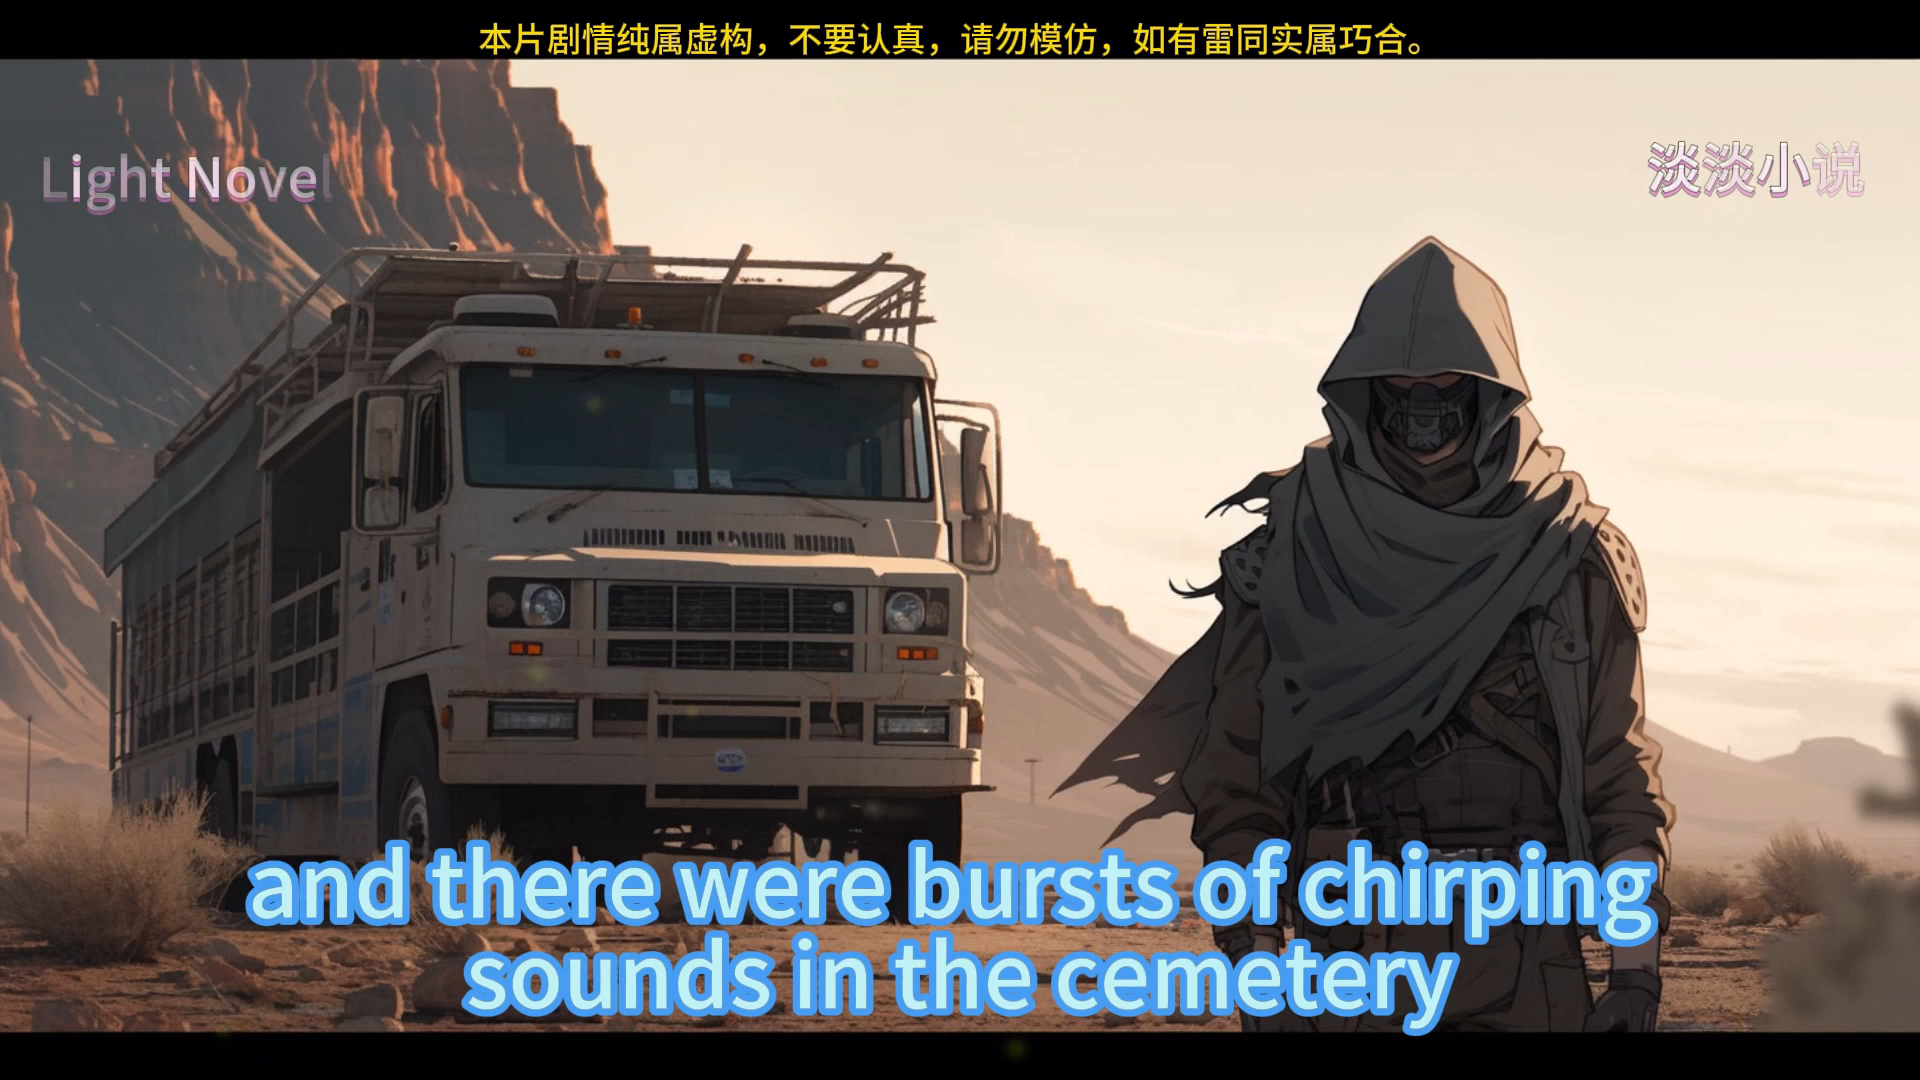 本片剧情纯属虚构，不要认真，请勿模仿，如有雷同实属巧合。
Light Novel
淡淡小说
and there were bursts of chirping
sounds in the cemetery